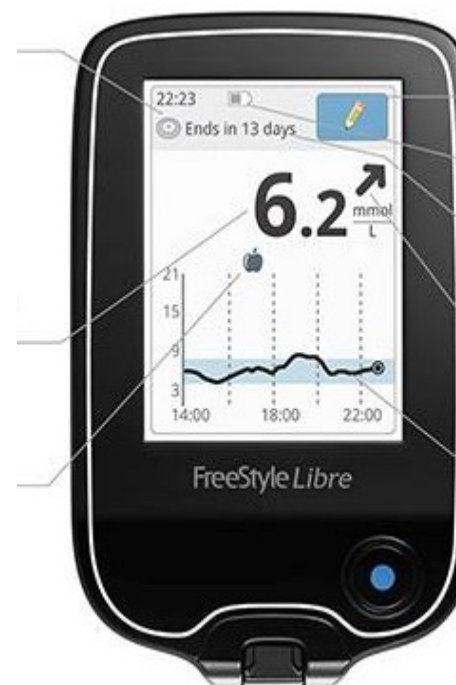 22:23
Ends in 13 days
6.2
mmol
L
21
15
9
3
14:00
18:00
22:00
FreeStyle Libre